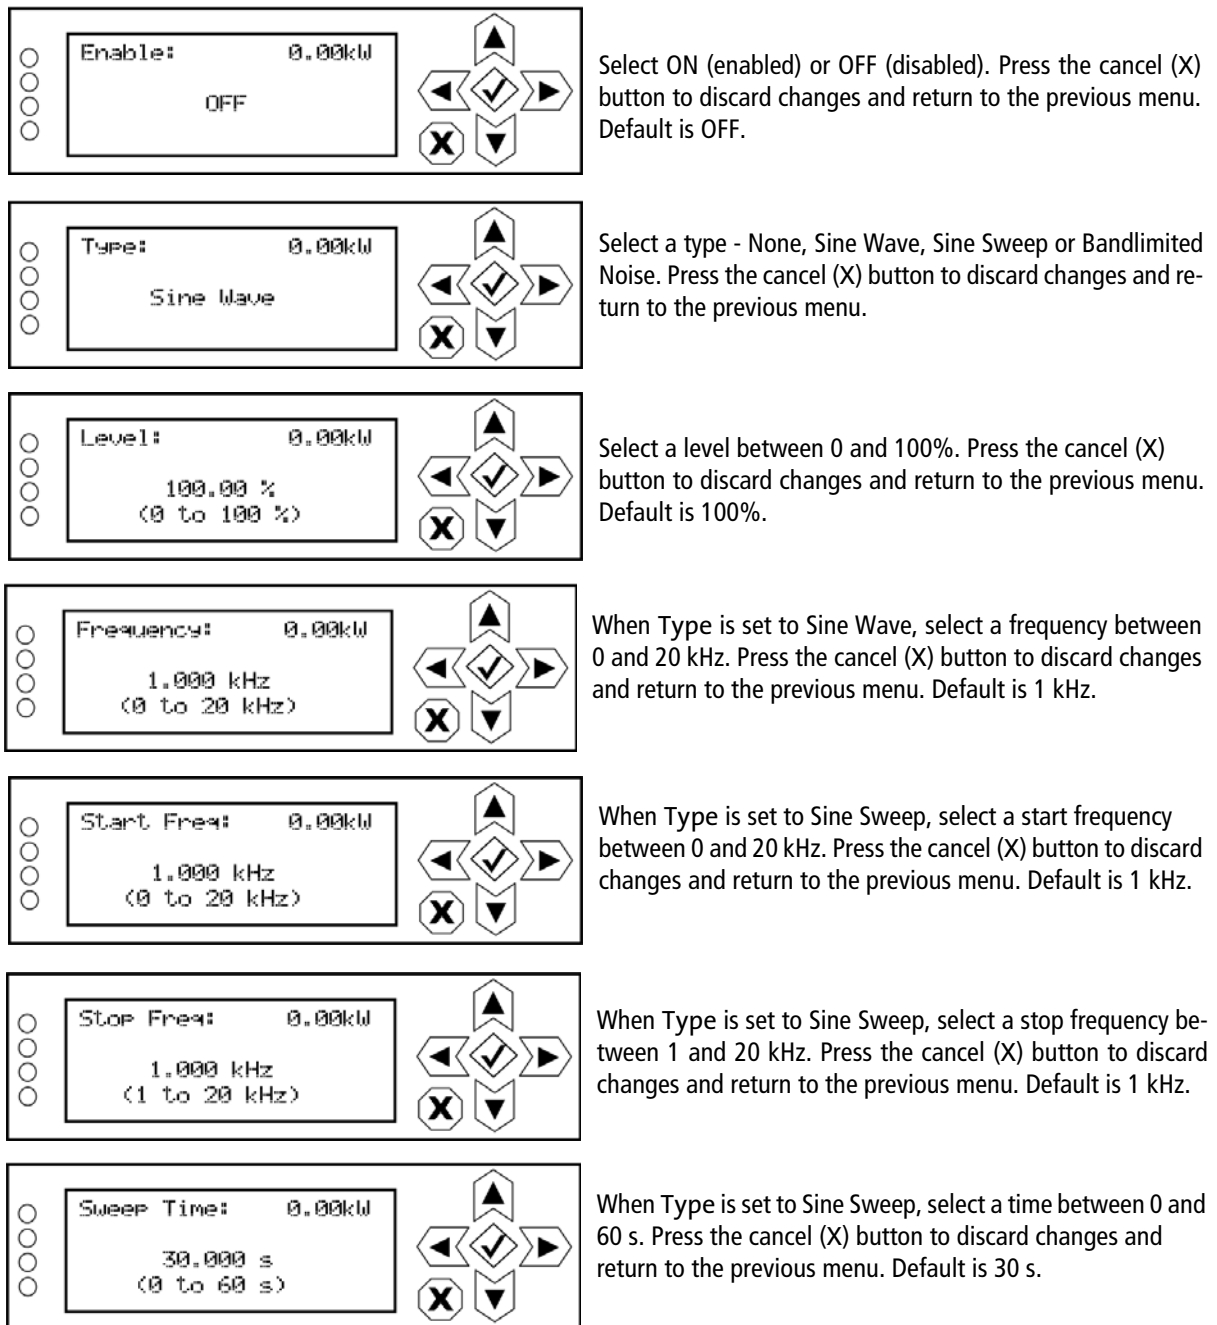 Enable: 0.00kW
OFF
X
Select ON (enabled) or OFF (disabled). Press the cancel (X)
button to discard changes and return to the previous menu.
Default is OFF.
Type: 0.00kW
Sine Wave
X
Select a type - None, Sine Wave, Sine Sweep or Bandlimited
Noise. Press the cancel (X) button to discard changes and re-
turn to the previous menu.
Level: 0.00kW
100.00 %
(0 to 100 %)
X
Select a level between 0 and 100%. Press the cancel (X)
button to discard changes and return to the previous menu.
Default is 100%.
Frequency: 0.00kW
1.000 kHz
(0 to 20 kHz)
X
When Type is set to Sine Wave, select a frequency between
0 and 20 kHz. Press the cancel (X) button to discard changes
and return to the previous menu. Default is 1 kHz.
Start Freq: 0.00kW
1.000 kHz
(0 to 20 kHz)
X
When Type is set to Sine Sweep, select a start frequency
between 0 and 20 kHz. Press the cancel (X) button to discard
changes and return to the previous menu. Default is 1 kHz.
Stop Freq: 0.00kW
1.000 kHz
(1 to 20 kHz)
X
When Type is set to Sine Sweep, select a stop frequency be-
tween 1 and 20 kHz. Press the cancel (X) button to discard
changes and return to the previous menu. Default is 1 kHz.
Sweep Time: 0.00kW
30.000 s
(0 to 60 s)
X
When Type is set to Sine Sweep, select a time between 0 and
60 s. Press the cancel (X) button to discard changes and
return to the previous menu. Default is 30 s.